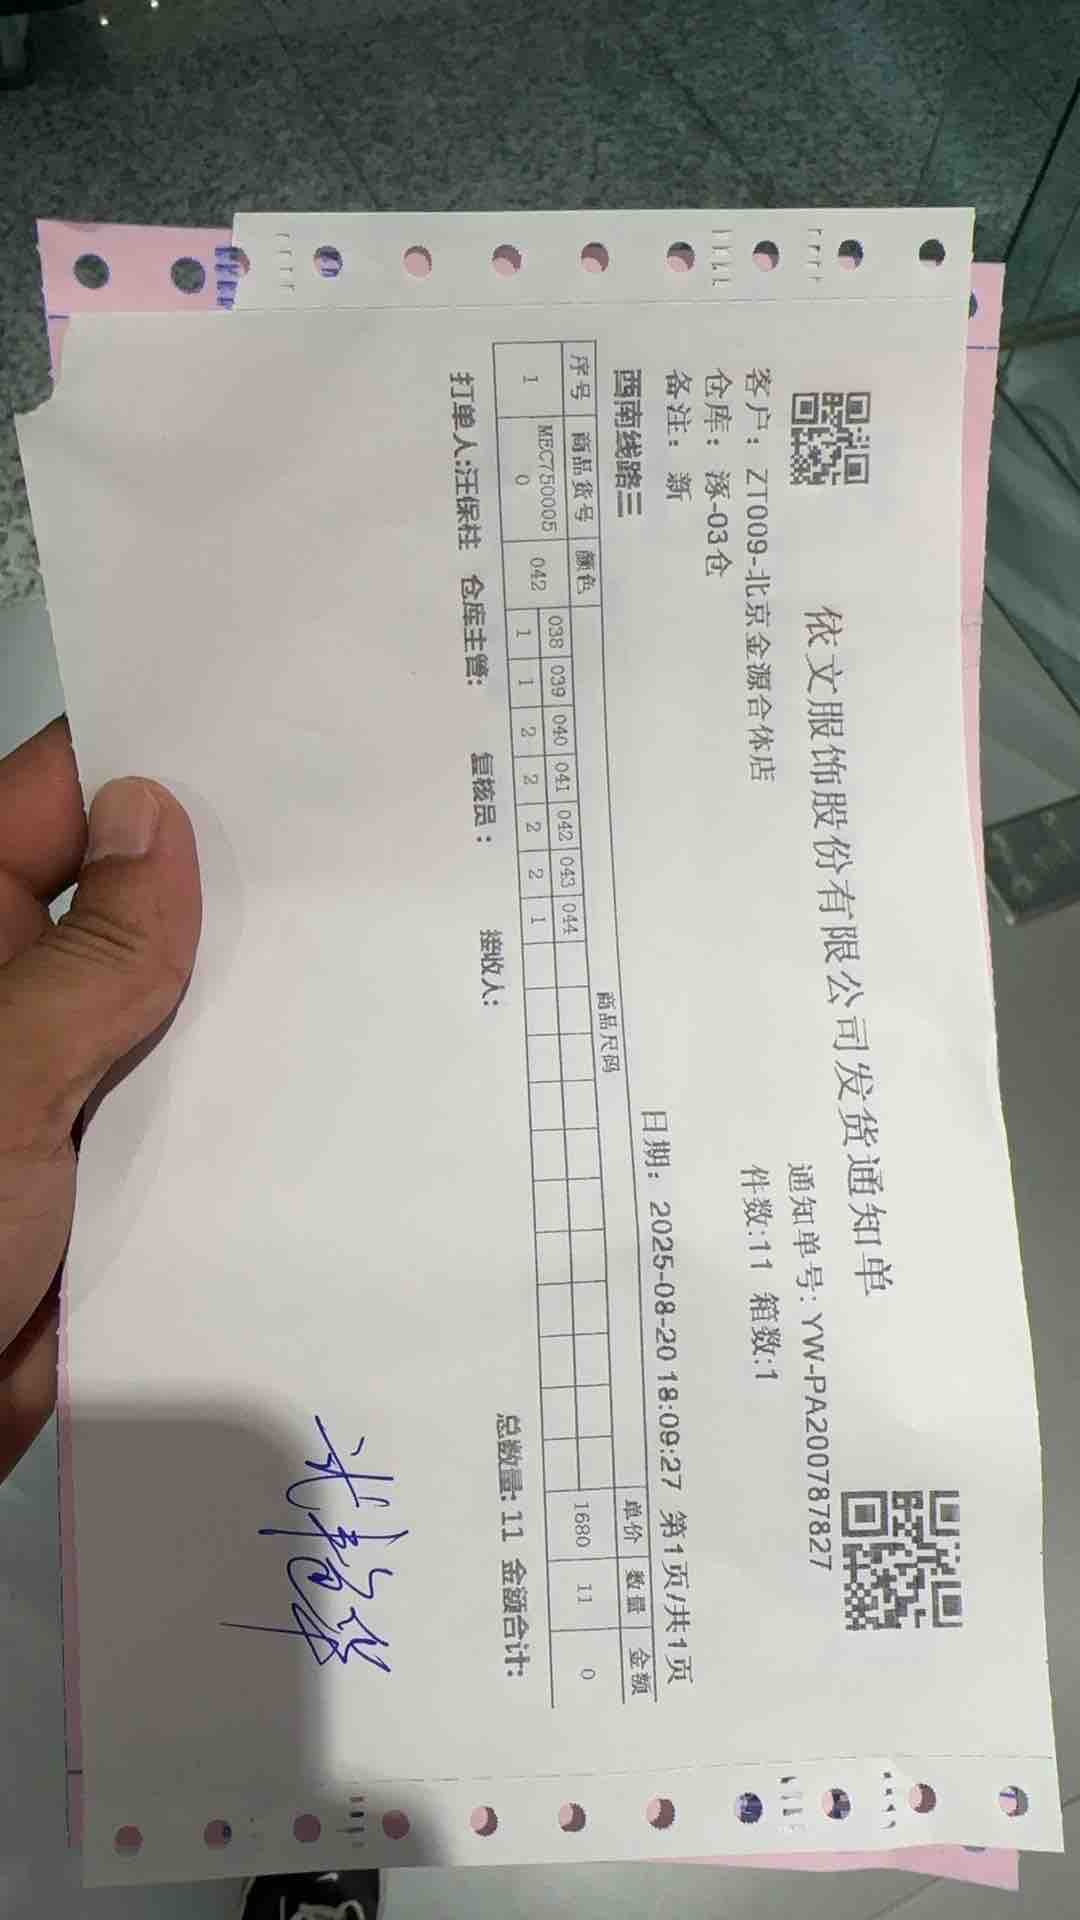 依文服饰股份有限公司发货通知单
通知单号: YW-PA200787827
客户: ZT009-北京金源合体店
件数:11 箱数:1
仓库: 涿-03仓
备注: 新
日期: 2025-08-20 18:09:27 第1页/共1页
西南线路三
序号 商品货号 颜色 商品尺码 单价 数量 金额
038 039 040 041 042 043 044
1 MEC750005 042 1 1 2 2 2 2 1 1680 11 0
0
总数量: 11 金额合计:
打单人:汪保柱 仓库主管: 复核员: 接收人: